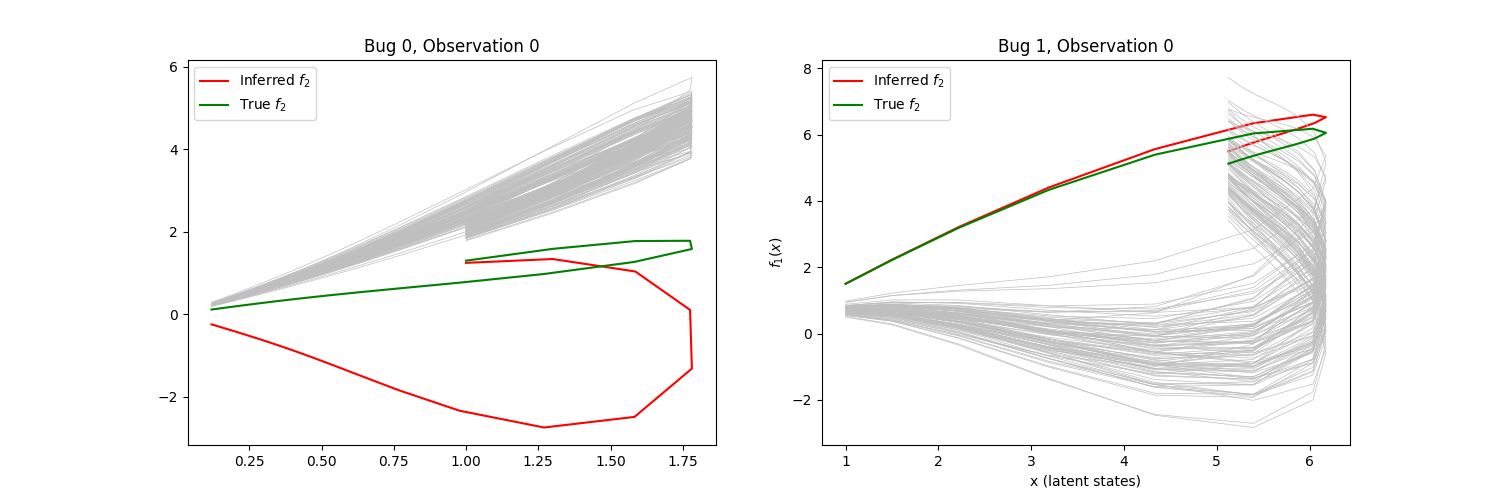 Bug 0, Observation 0
Inferred f₂
True f₂
6
4
2
0
−2
0.25 0.50 0.75 1.00 1.25 1.50 1.75
Bug 1, Observation 0
Inferred f₂
True f₂
8
6
4
2
0
−2
f₁(x)
1 2 3 4 5 6
x (latent states)